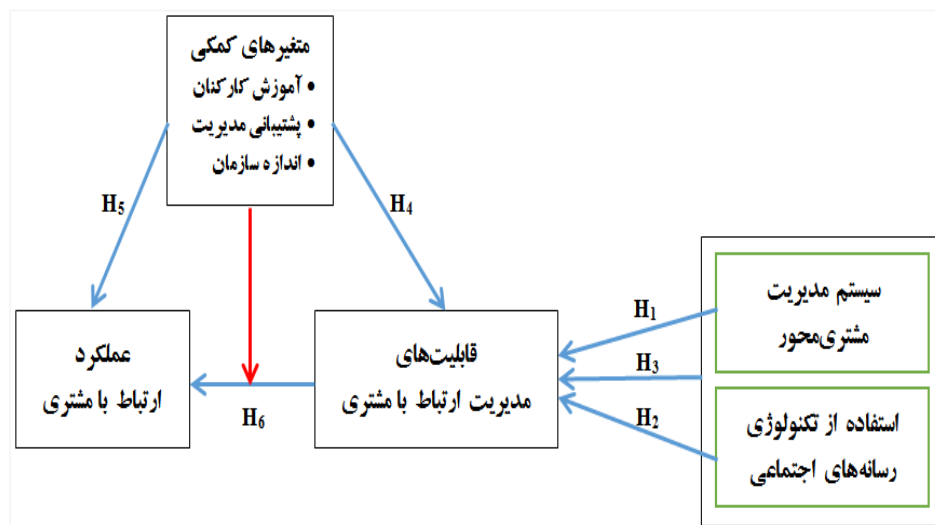 متغیرهای کمکی
• آموزش کارکنان
• پشتیبانی مدیریت
• اندازه سازمان
H5
H4
سیستم مدیریت
مشتری‌محور
H1
H3
H2
استفاده از تکنولوژی
رسانه‌های اجتماعی
قابلیت‌های
مدیریت ارتباط با مشتری
H6
عملکرد
ارتباط با مشتری